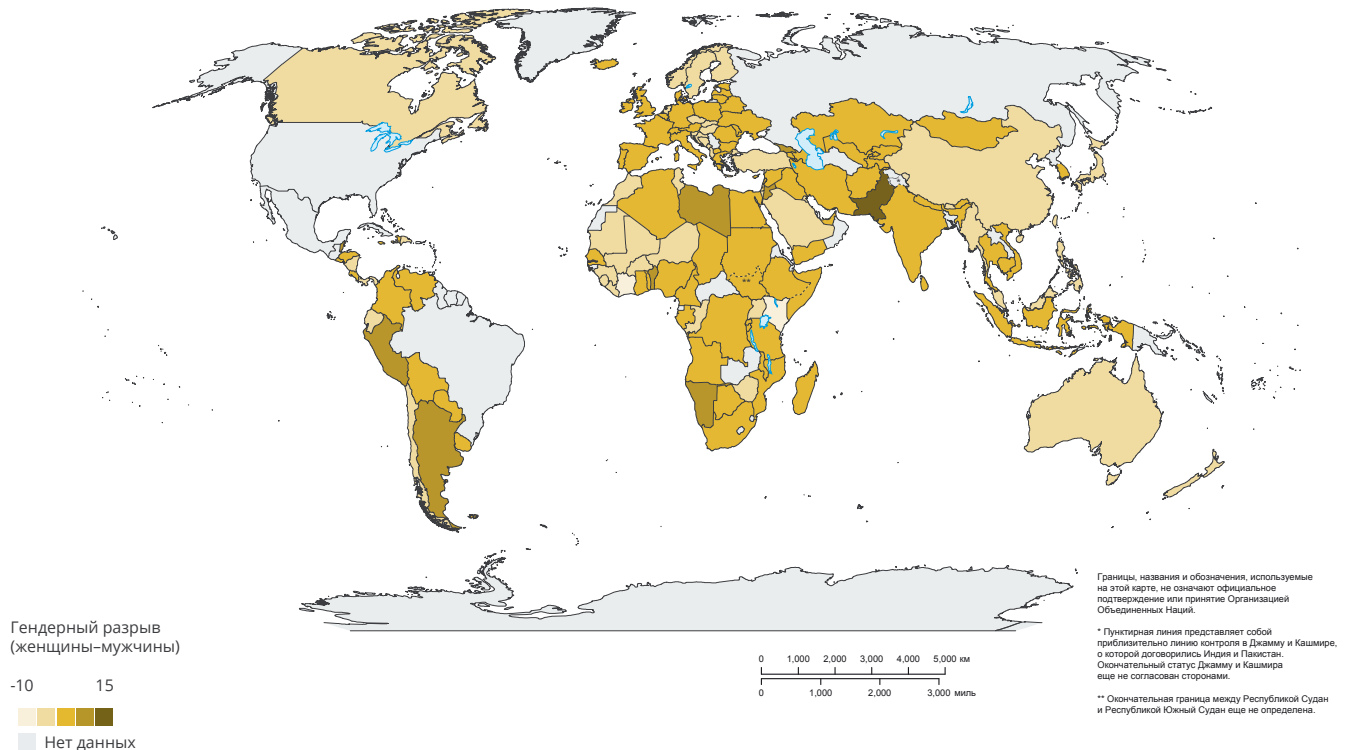 Гендерный разрыв
(женщины–мужчины)
-10 15
Нет данных
0 1,000 2,000 3,000 4,000 5,000 км
0 1,000 2,000 3,000 миль
Границы, названия и обозначения, используемые
на этой карте, не означают официальное
подтверждение или принятие Организацией
Объединенных Наций.
* Пунктирная линия представляет собой
приблизительно линию контроля в Джамму и Кашмире,
о которой договорились Индия и Пакистан.
Окончательный статус Джамму и Кашмира
еще не согласован сторонами.
** Окончательная граница между Республикой Судан
и Республикой Южный Судан еще не определена.